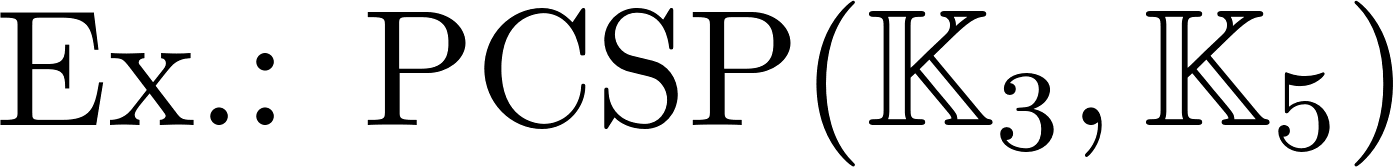 Ex.: PCSP(𝕂₃, 𝕂₅)